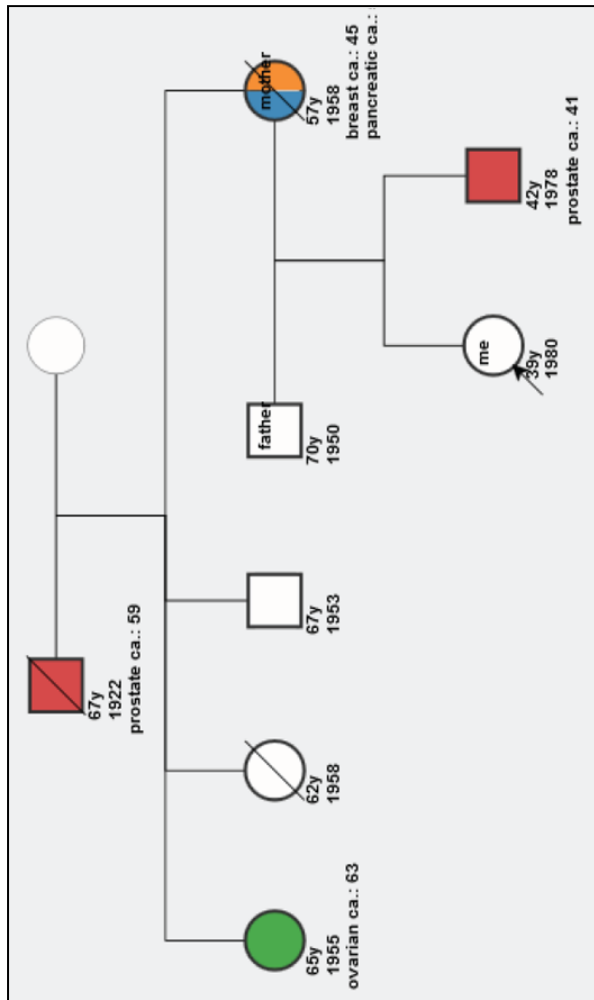 67y
1922
prostate ca.: 59
65y
1955
ovarian ca.: 63
62y
1958
67y
1953
father
70y
1950
mother
57y
1958
breast ca.: 45
pancreatic ca.:
me
39y
1980
42y
1978
prostate ca.: 41